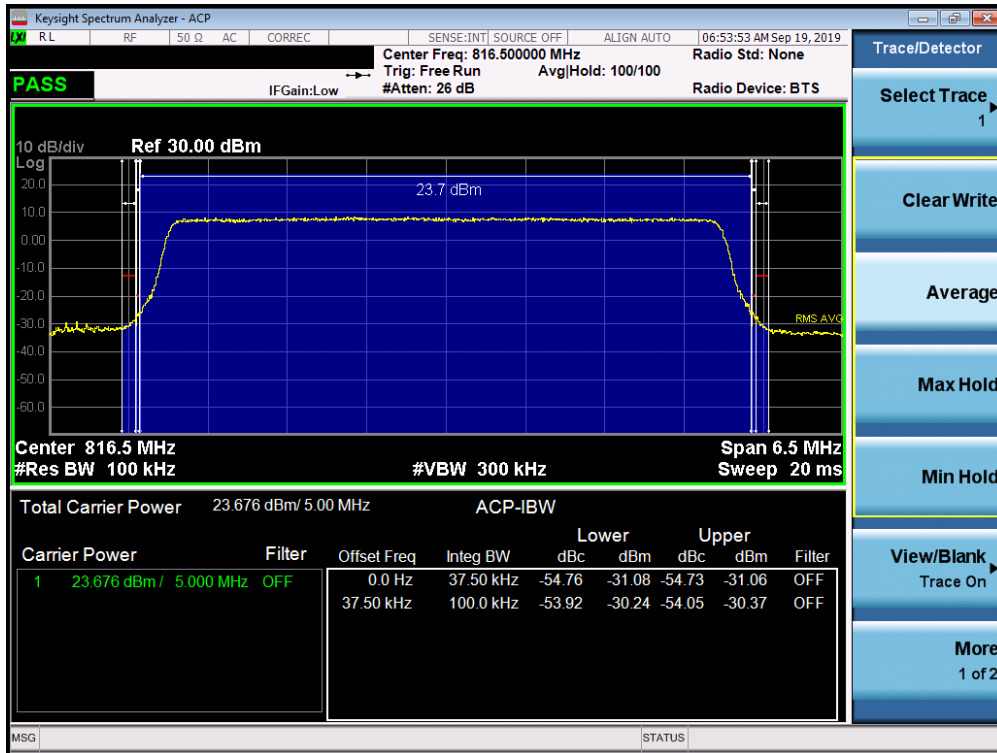 Keysight Spectrum Analyzer - ACP
LXI RL RF 50 Ω AC CORREC SENSE:INT SOURCE OFF ALIGN AUTO 06:53:53 AM Sep 19, 2019
Center Freq: 816.500000 MHz Radio Std: None
Trig: Free Run Avg|Hold: 100/100
PASS IFGain:Low #Atten: 26 dB Radio Device: BTS
10 dB/div Ref 30.00 dBm
Log
20.0
23.7 dBm
10.0
0.00
-10.0
-20.0
RMS AVG
-30.0
-40.0
-50.0
-60.0
Center 816.5 MHz Span 6.5 MHz
#Res BW 100 kHz #VBW 300 kHz Sweep 20 ms
Total Carrier Power 23.676 dBm/ 5.00 MHz ACP-IBW
Lower Upper
Carrier Power Filter Offset Freq Integ BW dBc dBm dBc dBm Filter
1 23.676 dBm / 5.000 MHz OFF 0.0 Hz 37.50 kHz -54.76 -31.08 -54.73 -31.06 OFF
37.50 kHz 100.0 kHz -53.92 -30.24 -54.05 -30.37 OFF
MSG STATUS
Trace/Detector
Select Trace
1
Clear Write
Average
Max Hold
Min Hold
View/Blank
Trace On
More
1 of 2